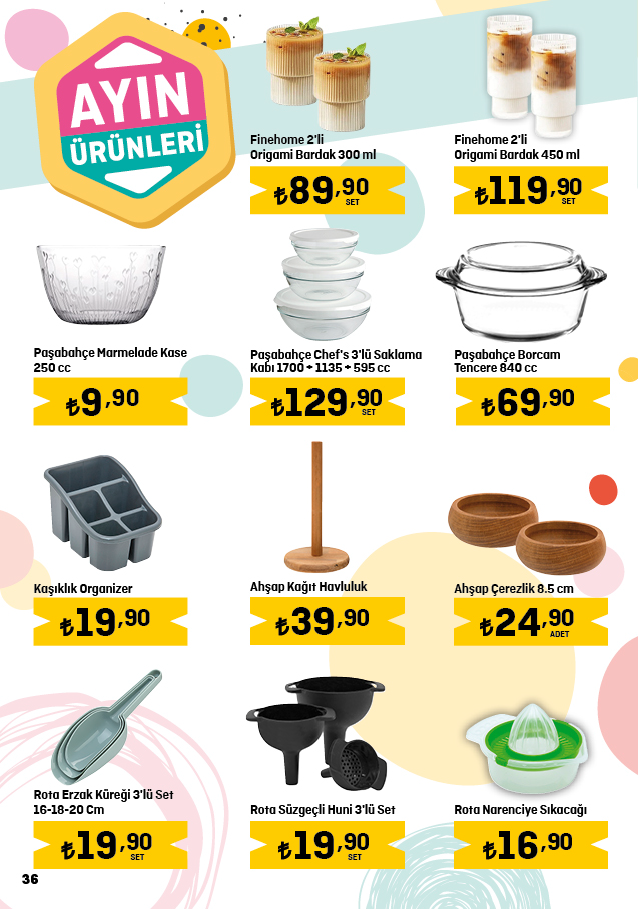 AYIN
ÜRÜNLERİ
Finehome 2'li
Origami Bardak 300 ml
₺89,90
SET
Finehome 2'li
Origami Bardak 450 ml
₺119,90
SET
Paşabahçe Marmelade Kase
250 cc
₺9,90
Paşabahçe Chef's 3'lü Saklama
Kabı 1700 + 1135 + 595 cc
₺129,90
SET
Paşabahçe Borcam
Tencere 840 cc
₺69,90
Kaşıklık Organizer
₺19,90
Ahşap Kağıt Havluluk
₺39,90
Ahşap Çerezlik 8.5 cm
₺24,90
ADET
Rota Erzak Küreği 3'lü Set
16-18-20 Cm
₺19,90
SET
Rota Süzgeçli Huni 3'lü Set
₺19,90
SET
Rota Narenciye Sıkacağı
₺16,90
36